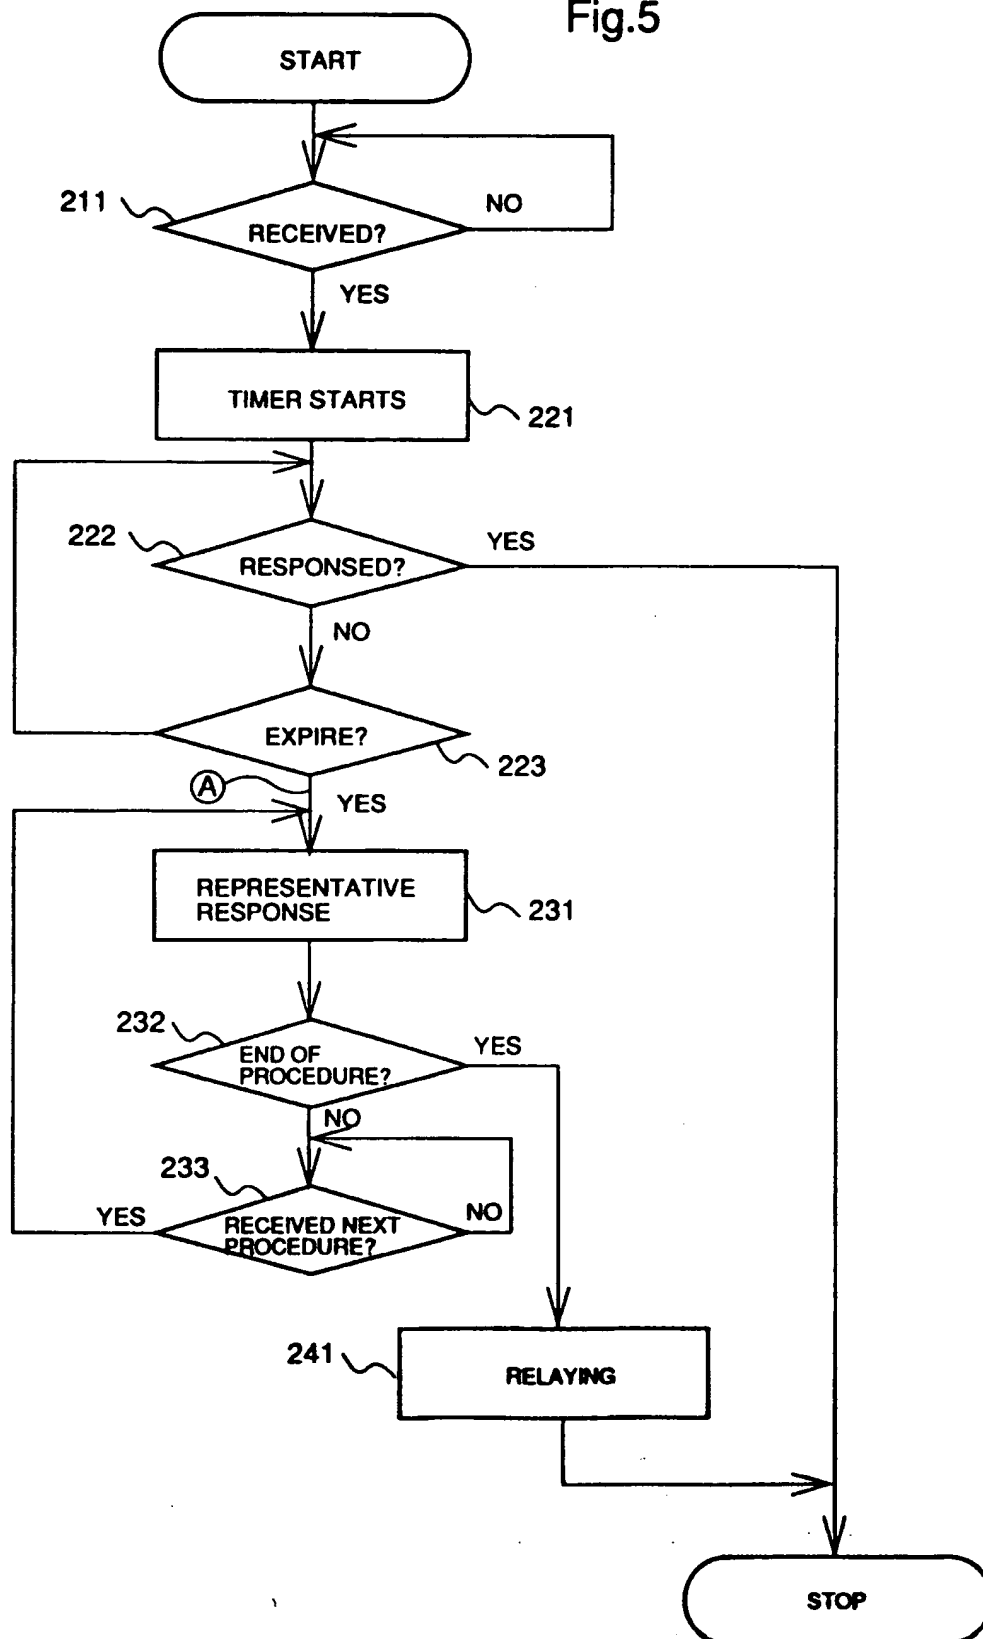 Fig.5
START
211
NO
RECEIVED?
YES
TIMER STARTS
221
222
YES
RESPONSED?
NO
EXPIRE?
223
A
YES
REPRESENTATIVE
RESPONSE
231
232
YES
END OF
PROCEDURE?
NO
233
YES
NO
RECEIVED NEXT
PROCEDURE?
241
RELAYING
STOP